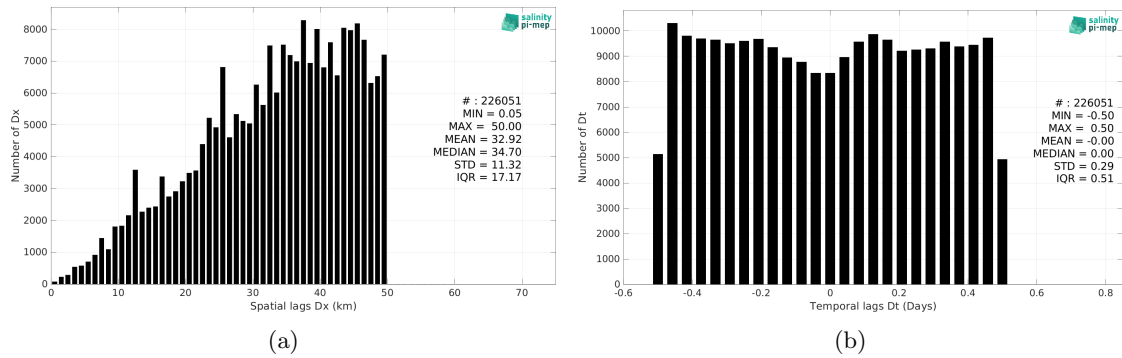 salinity
pi-mep
8000
7000
6000
5000
4000
3000
2000
1000
0
Number of Dx
# : 226051
MIN = 0.05
MAX = 50.00
MEAN = 32.92
MEDIAN = 34.70
STD = 11.32
IQR = 17.17
0 10 20 30 40 50 60 70
Spatial lags Dx (km)
(a)
salinity
pi-mep
10000
9000
8000
7000
6000
5000
4000
3000
2000
1000
0
Number of Dt
# : 226051
MIN = -0.50
MAX = 0.50
MEAN = -0.00
MEDIAN = 0.00
STD = 0.29
IQR = 0.51
-0.6 -0.4 -0.2 0 0.2 0.4 0.6 0.8
Temporal lags Dt (Days)
(b)